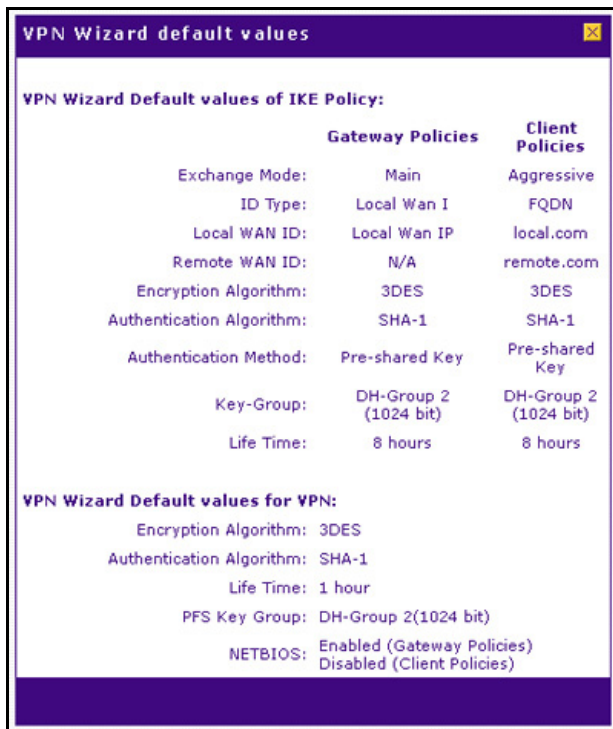 VPN Wizard default values
VPN Wizard Default values of IKE Policy:
Gateway Policies Client Policies
Exchange Mode: Main Aggressive
ID Type: Local Wan I FQDN
Local WAN ID: Local Wan IP local.com
Remote WAN ID: N/A remote.com
Encryption Algorithm: 3DES 3DES
Authentication Algorithm: SHA-1 SHA-1
Authentication Method: Pre-shared Key Pre-shared Key
Key-Group: DH-Group 2 (1024 bit) DH-Group 2 (1024 bit)
Life Time: 8 hours 8 hours
VPN Wizard Default values for VPN:
Encryption Algorithm: 3DES
Authentication Algorithm: SHA-1
Life Time: 1 hour
PFS Key Group: DH-Group 2(1024 bit)
NETBIOS: Enabled (Gateway Policies)
Disabled (Client Policies)